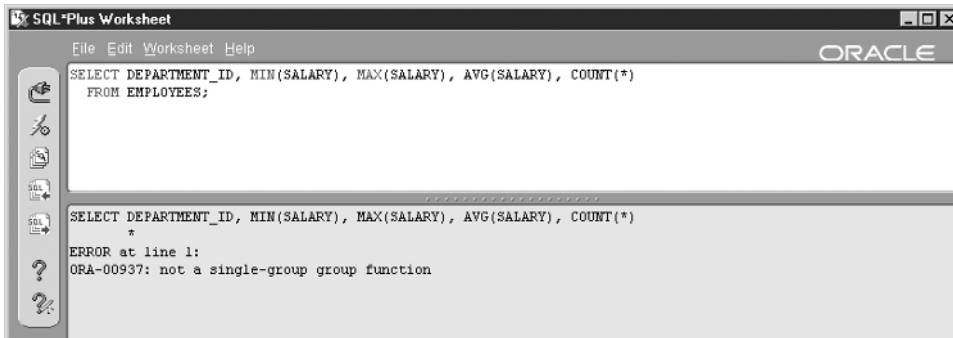 SQL*Plus Worksheet
File Edit Worksheet Help
ORACLE
SELECT DEPARTMENT_ID, MIN(SALARY), MAX(SALARY), AVG(SALARY), COUNT(*)
FROM EMPLOYEES;
SELECT DEPARTMENT_ID, MIN(SALARY), MAX(SALARY), AVG(SALARY), COUNT(*)
*
ERROR at line 1:
ORA-00937: not a single-group group function
SQL
SQL